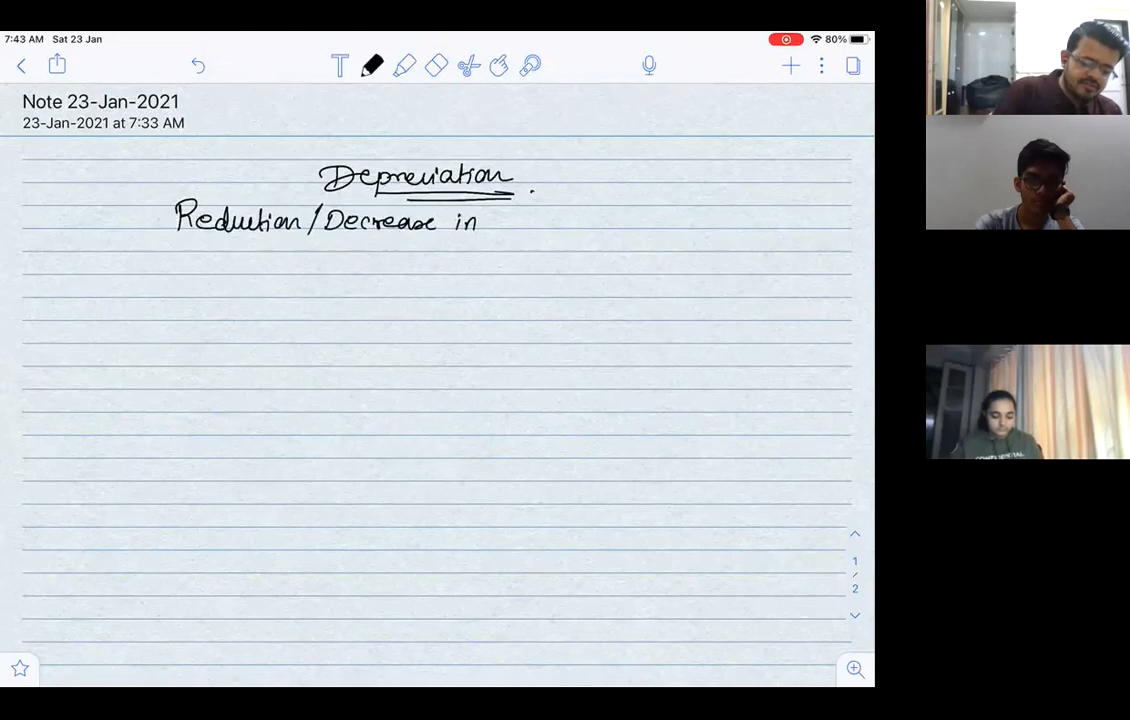 7:43 AM Sat 23 Jan
80%
T
Note 23-Jan-2021
23-Jan-2021 at 7:33 AM
Depreciation
Reduction/Decrease in
1
/
2